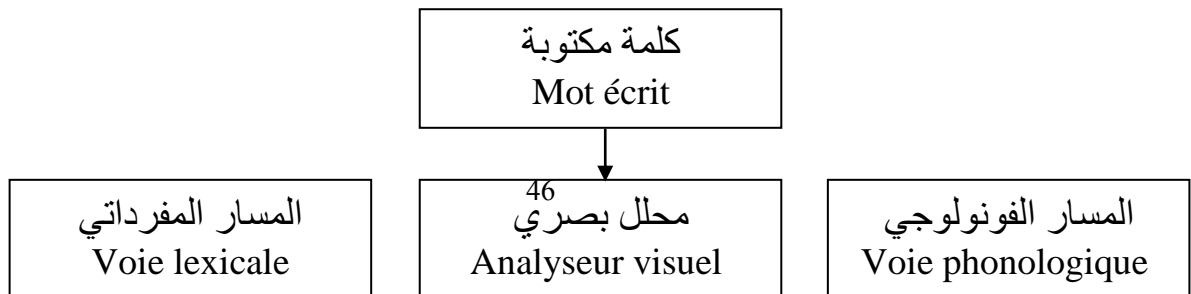 كلمة مكتوبة
Mot écrit
46
المسار المفرداتي
Voie lexicale
محلل بصري
Analyseur visuel
المسار الفونولوجي
Voie phonologique